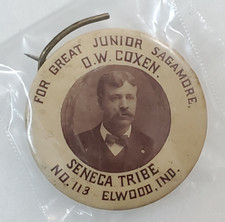 FOR GREAT JUNIOR SAGAMORE.
O.W. COXEN.
SENECA TRIBE
NO. 113 ELWOOD, IND.